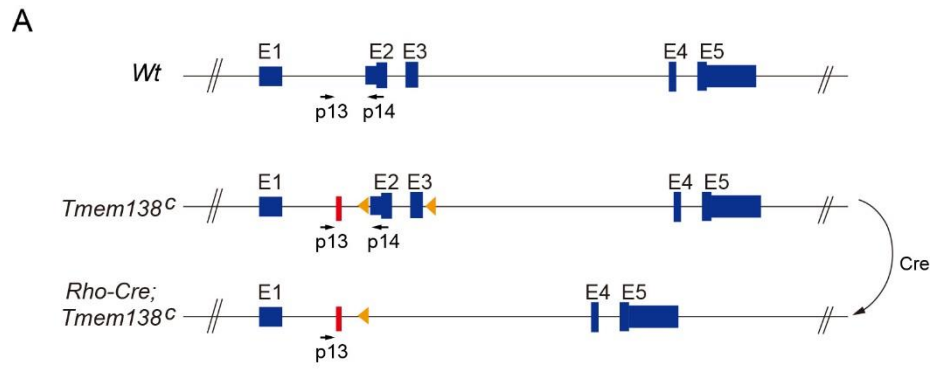 A
E1 E2 E3 E4 E5
Wt
p13 p14
E1 E2 E3 E4 E5
Tmem138c
p13 p14
Cre
Rho-Cre;
E1 E4 E5
Tmem138c
p13